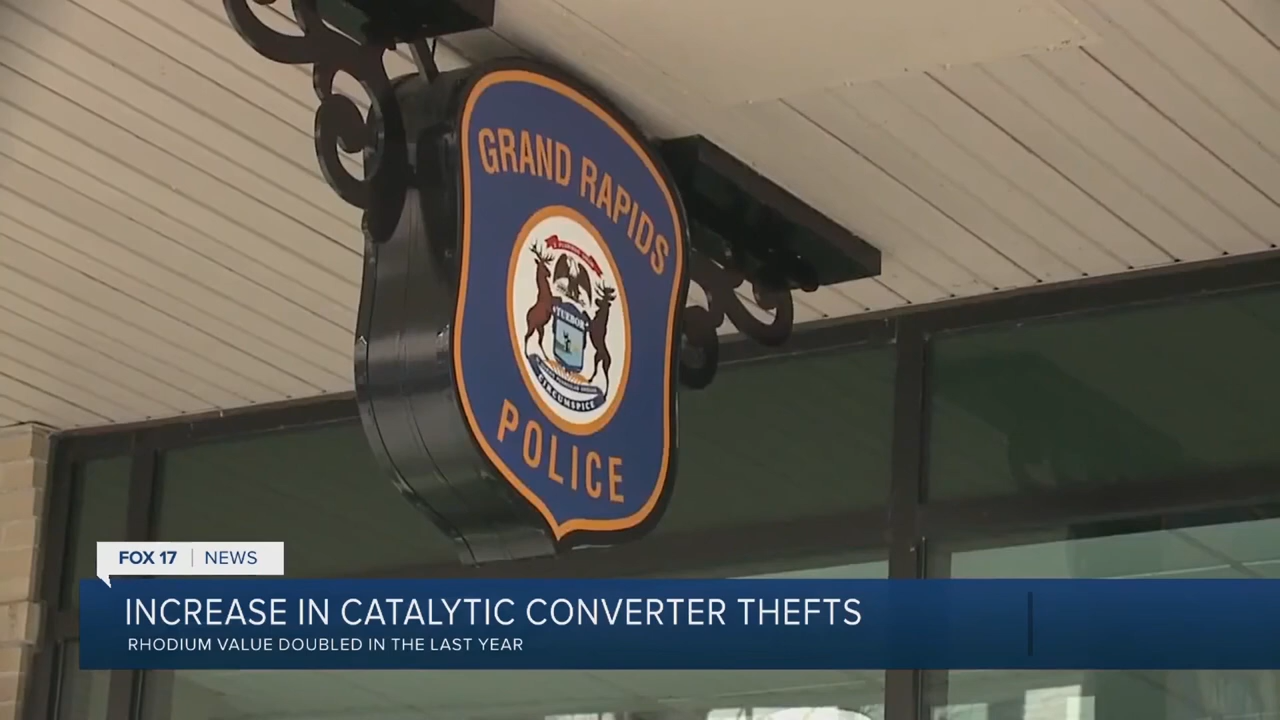 GRAND RAPIDS
TUEBOR
CIRCUMSPICE
POLICE
FOX 17 | NEWS
INCREASE IN CATALYTIC CONVERTER THEFTS
RHODIUM VALUE DOUBLED IN THE LAST YEAR